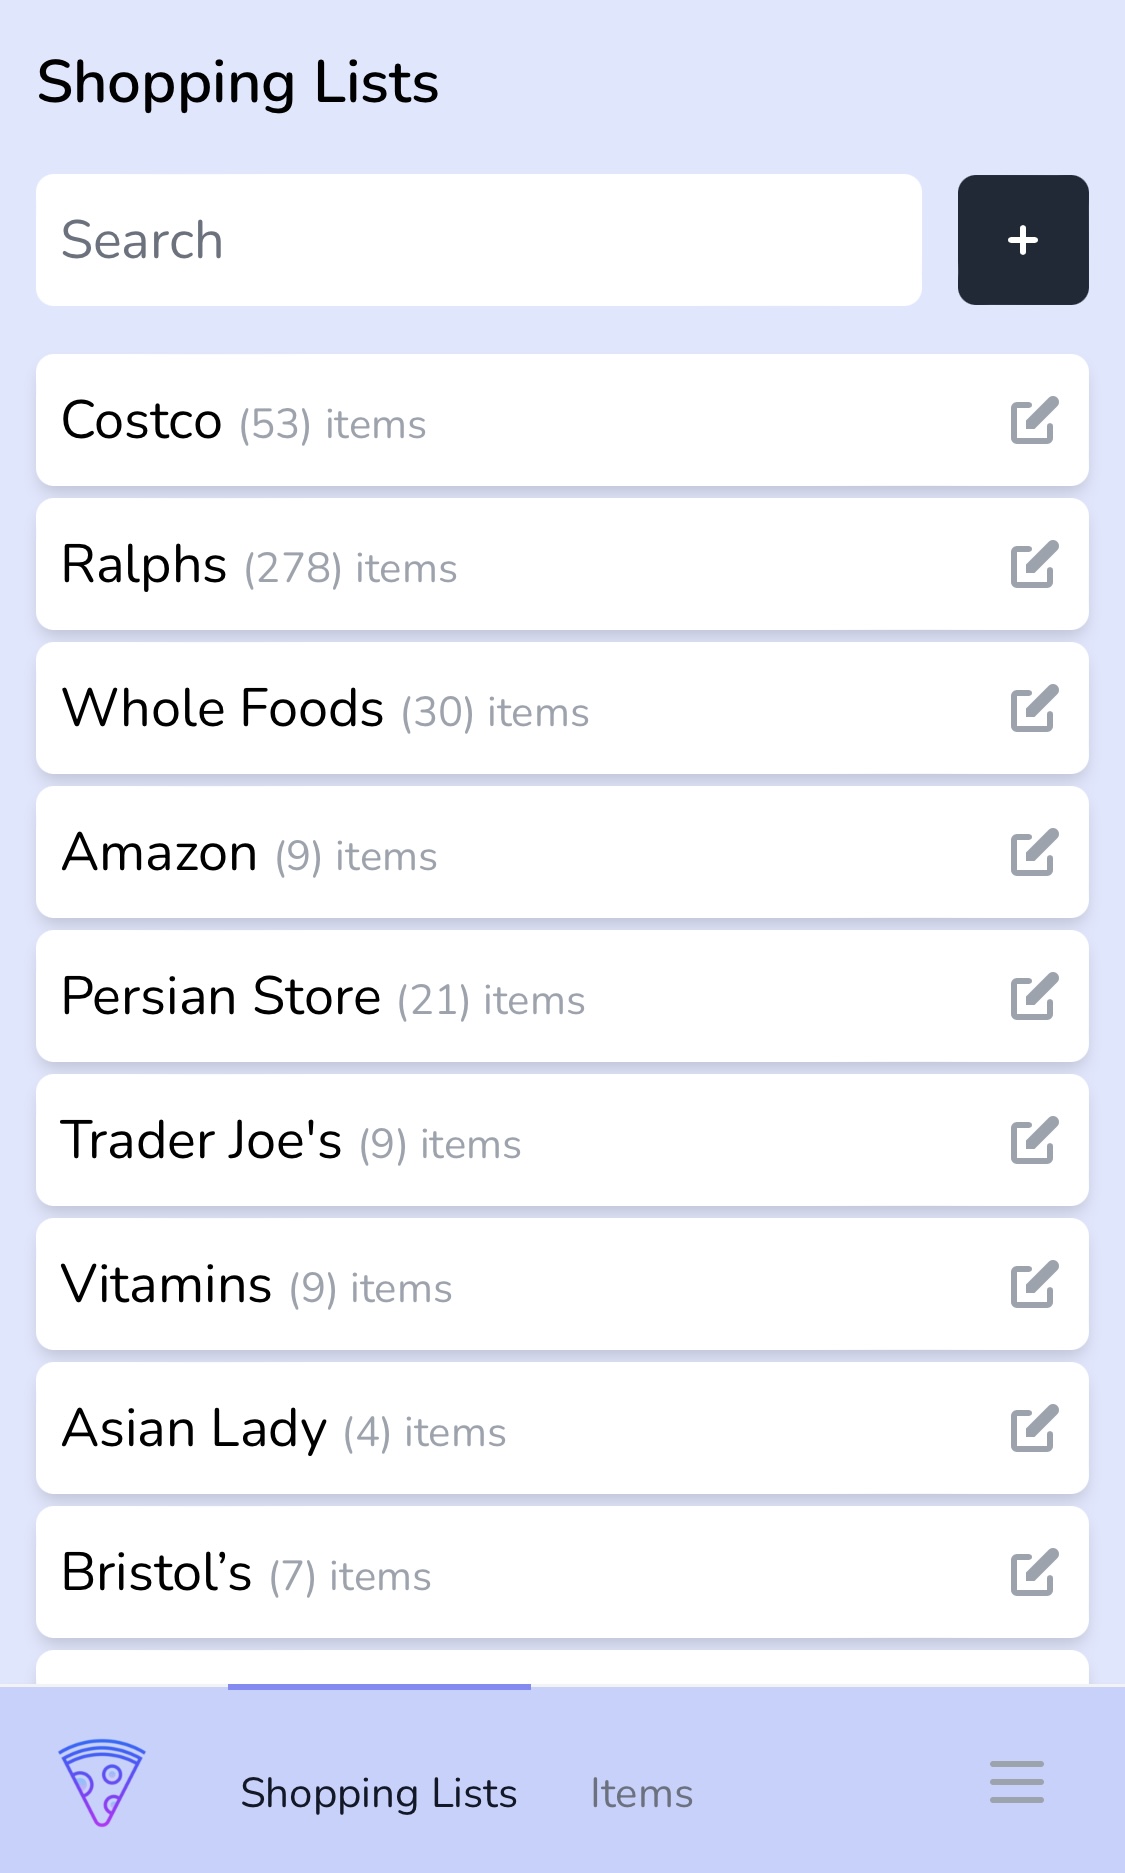 Shopping Lists
Search
+
Costco (53) items
Ralphs (278) items
Whole Foods (30) items
Amazon (9) items
Persian Store (21) items
Trader Joe's (9) items
Vitamins (9) items
Asian Lady (4) items
Bristol’s (7) items
Shopping Lists Items